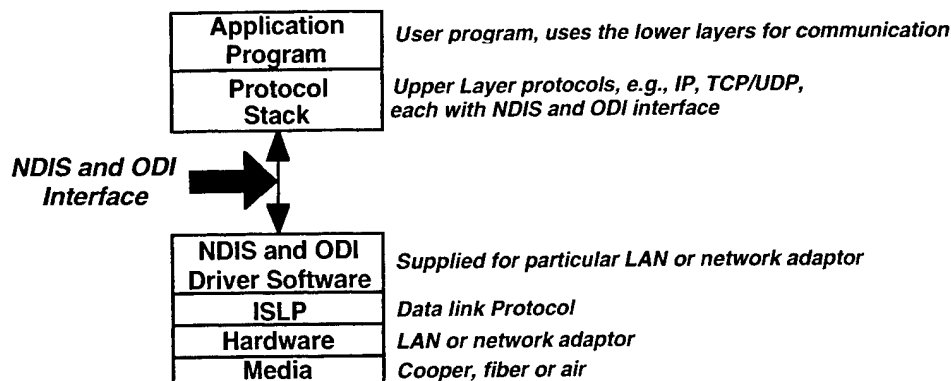 Application
Program
User program, uses the lower layers for communication
Protocol
Stack
Upper Layer protocols, e.g., IP, TCP/UDP,
each with NDIS and ODI interface
NDIS and ODI
Interface
NDIS and ODI
Driver Software
Supplied for particular LAN or network adaptor
ISLP
Data link Protocol
Hardware
LAN or network adaptor
Media
Cooper, fiber or air